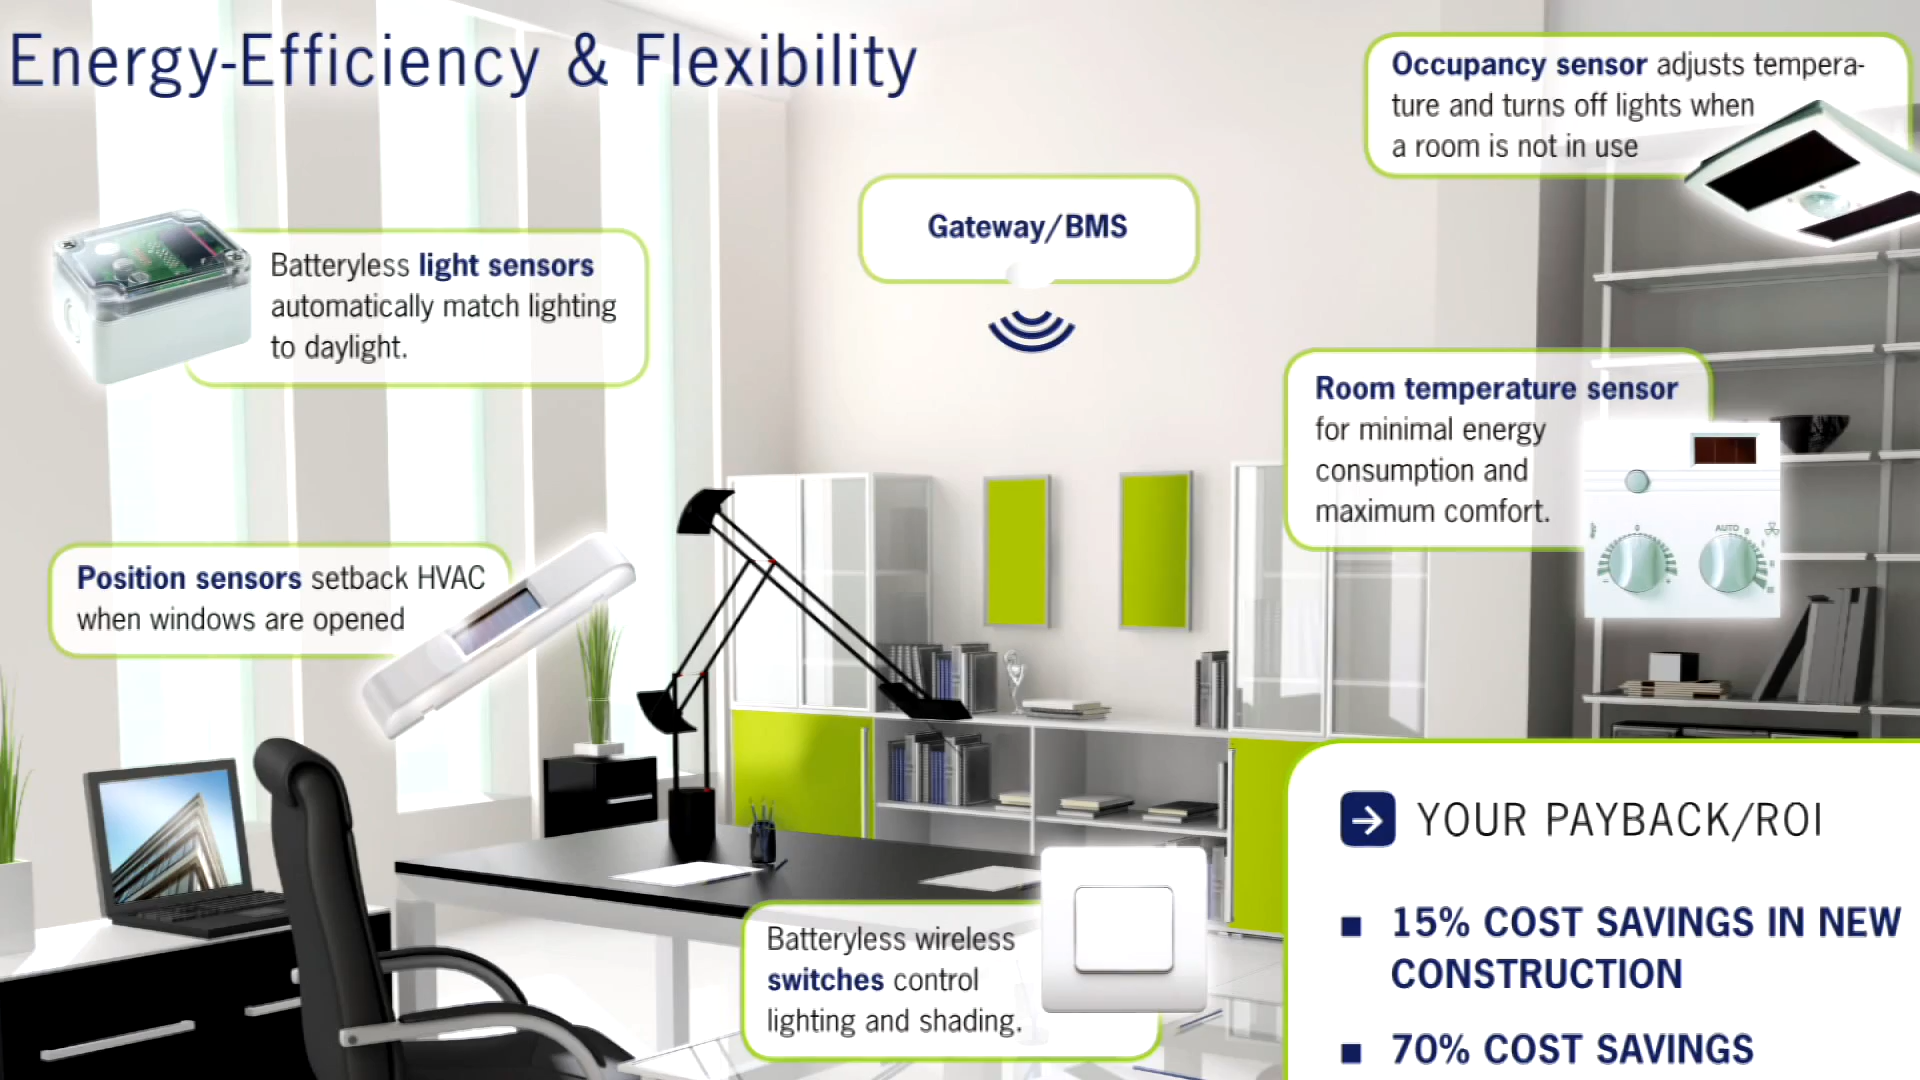 Energy-Efficiency & Flexibility
Occupancy sensor adjusts tempera-
ture and turns off lights when
a room is not in use
Gateway/BMS
Batteryless light sensors
automatically match lighting
to daylight.
Room temperature sensor
for minimal energy
consumption and
maximum comfort.
0
AUTO 0
- +
Position sensors setback HVAC
when windows are opened
Batteryless wireless
switches control
lighting and shading.
YOUR PAYBACK/ROI
15% COST SAVINGS IN NEW
CONSTRUCTION
70% COST SAVINGS